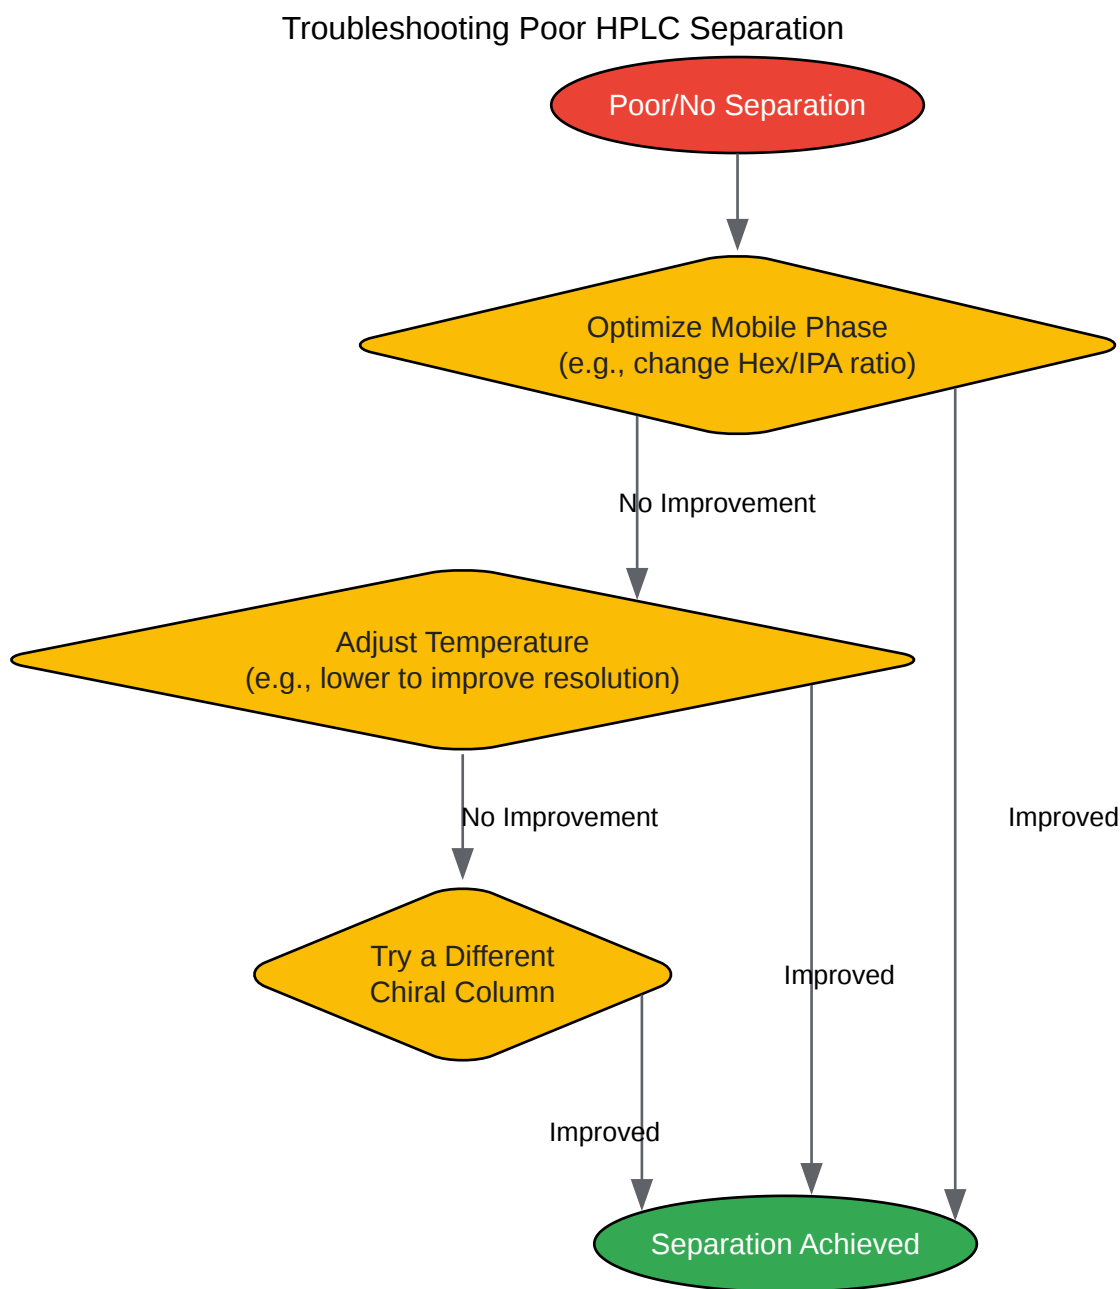 Troubleshooting Poor HPLC Separation
Poor/No Separation
Optimize Mobile Phase
(e.g., change Hex/IPA ratio)
No Improvement
Adjust Temperature
(e.g., lower to improve resolution)
No Improvement
Improved
Try a Different
Chiral Column
Improved
Improved
Separation Achieved